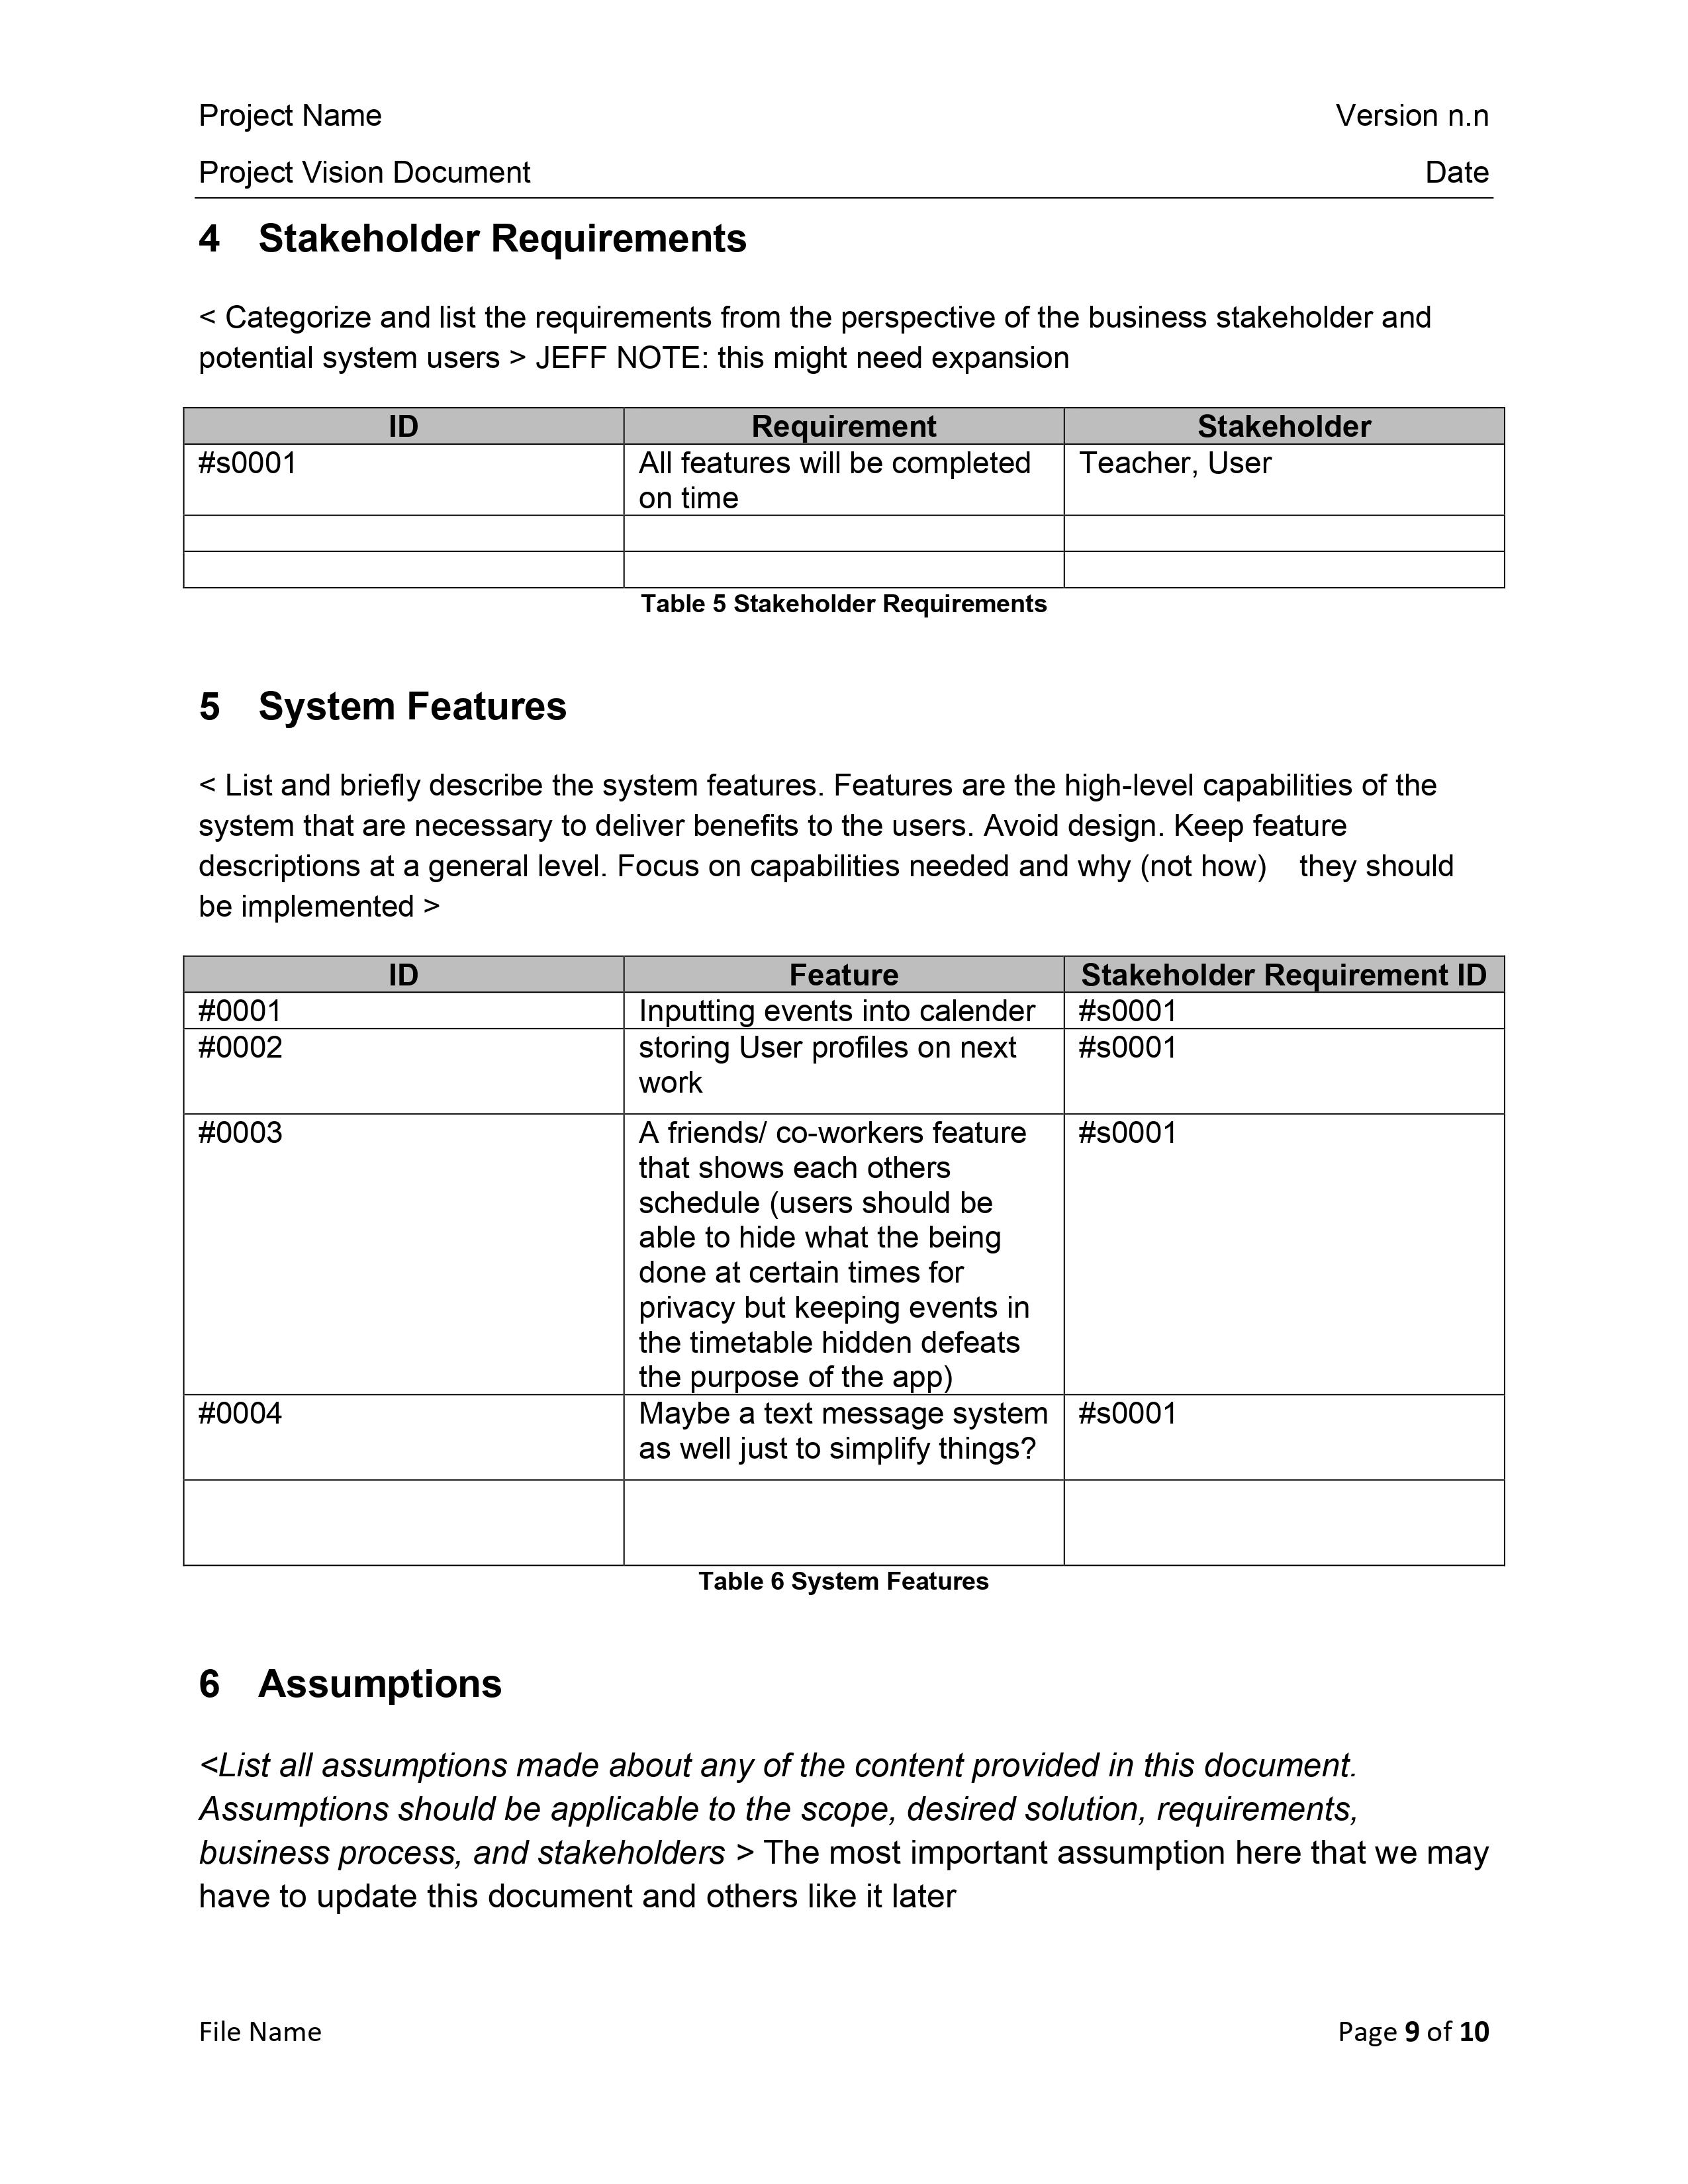 Project Name Version n.n
Project Vision Document Date
4 Stakeholder Requirements
< Categorize and list the requirements from the perspective of the business stakeholder and
potential system users > JEFF NOTE: this might need expansion
ID Requirement Stakeholder
#s0001 All features will be completed Teacher, User
on time
Table 5 Stakeholder Requirements
5 System Features
< List and briefly describe the system features. Features are the high-level capabilities of the
system that are necessary to deliver benefits to the users. Avoid design. Keep feature
descriptions at a general level. Focus on capabilities needed and why (not how) they should
be implemented >
ID Feature Stakeholder Requirement ID
#0001 Inputting events into calender #s0001
#0002 storing User profiles on next #s0001
work
#0003 A friends/ co-workers feature #s0001
that shows each others
schedule (users should be
able to hide what the being
done at certain times for
privacy but keeping events in
the timetable hidden defeats
the purpose of the app)
#0004 Maybe a text message system #s0001
as well just to simplify things?
Table 6 System Features
6 Assumptions
<List all assumptions made about any of the content provided in this document.
Assumptions should be applicable to the scope, desired solution, requirements,
business process, and stakeholders > The most important assumption here that we may
have to update this document and others like it later
File Name Page 9 of 10